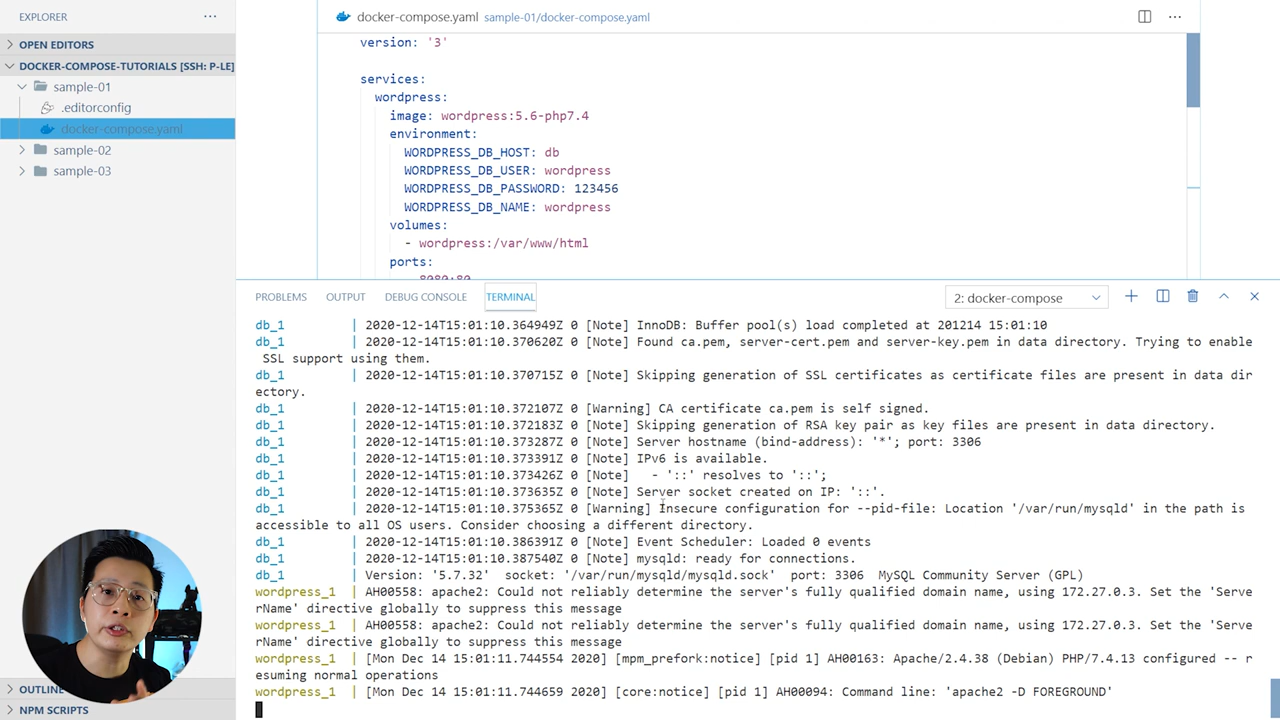 EXPLORER
···
OPEN EDITORS
DOCKER-COMPOSE-TUTORIALS [SSH: P-LE]
sample-01
.editorconfig
docker-compose.yaml
sample-02
sample-03
OUTLINE
NPM SCRIPTS
docker-compose.yaml sample-01/docker-compose.yaml
···
version: '3'
services:
wordpress:
image: wordpress:5.6-php7.4
environment:
WORDPRESS_DB_HOST: db
WORDPRESS_DB_USER: wordpress
WORDPRESS_DB_PASSWORD: 123456
WORDPRESS_DB_NAME: wordpress
volumes:
- wordpress:/var/www/html
ports:
- 8080:80
PROBLEMS OUTPUT DEBUG CONSOLE TERMINAL 2: docker-compose
db_1 | 2020-12-14T15:01:10.364949Z 0 [Note] InnoDB: Buffer pool(s) load completed at 201214 15:01:10
db_1 | 2020-12-14T15:01:10.370620Z 0 [Note] Found ca.pem, server-cert.pem and server-key.pem in data directory. Trying to enable
SSL support using them.
db_1 | 2020-12-14T15:01:10.370715Z 0 [Note] Skipping generation of SSL certificates as certificate files are present in data dir
ectory.
db_1 | 2020-12-14T15:01:10.372107Z 0 [Warning] CA certificate ca.pem is self signed.
db_1 | 2020-12-14T15:01:10.372183Z 0 [Note] Skipping generation of RSA key pair as key files are present in data directory.
db_1 | 2020-12-14T15:01:10.373287Z 0 [Note] Server hostname (bind-address): '*'; port: 3306
db_1 | 2020-12-14T15:01:10.373391Z 0 [Note] IPv6 is available.
db_1 | 2020-12-14T15:01:10.373426Z 0 [Note] - '::' resolves to '::';
db_1 | 2020-12-14T15:01:10.373635Z 0 [Note] Server socket created on IP: '::'.
db_1 | 2020-12-14T15:01:10.375365Z 0 [Warning] Insecure configuration for --pid-file: Location '/var/run/mysqld' in the path is
accessible to all OS users. Consider choosing a different directory.
db_1 | 2020-12-14T15:01:10.386391Z 0 [Note] Event Scheduler: Loaded 0 events
db_1 | 2020-12-14T15:01:10.387540Z 0 [Note] mysqld: ready for connections.
db_1 | Version: '5.7.32' socket: '/var/run/mysqld/mysqld.sock' port: 3306 MySQL Community Server (GPL)
wordpress_1 | AH00558: apache2: Could not reliably determine the server's fully qualified domain name, using 172.27.0.3. Set the 'Serve
rName' directive globally to suppress this message
wordpress_1 | AH00558: apache2: Could not reliably determine the server's fully qualified domain name, using 172.27.0.3. Set the 'Serve
rName' directive globally to suppress this message
wordpress_1 | [Mon Dec 14 15:01:11.744554 2020] [mpm_prefork:notice] [pid 1] AH00163: Apache/2.4.38 (Debian) PHP/7.4.13 configured -- r
esuming normal operations
wordpress_1 | [Mon Dec 14 15:01:11.744659 2020] [core:notice] [pid 1] AH00094: Command line: 'apache2 -D FOREGROUND'